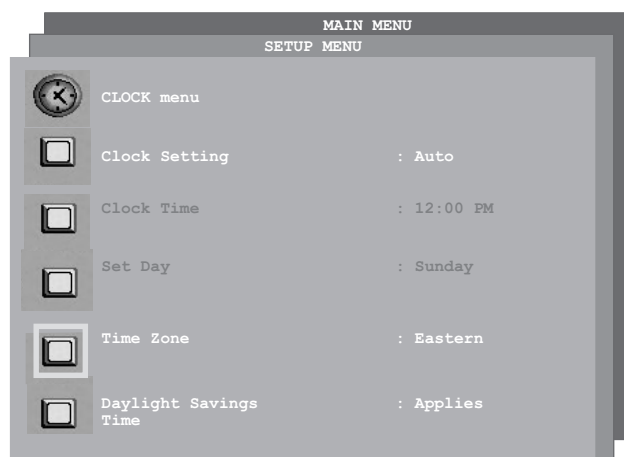 MAIN MENU
SETUP MENU
CLOCK menu
Clock Setting : Auto
Clock Time : 12:00 PM
Set Day : Sunday
Time Zone : Eastern
Daylight Savings : Applies
Time